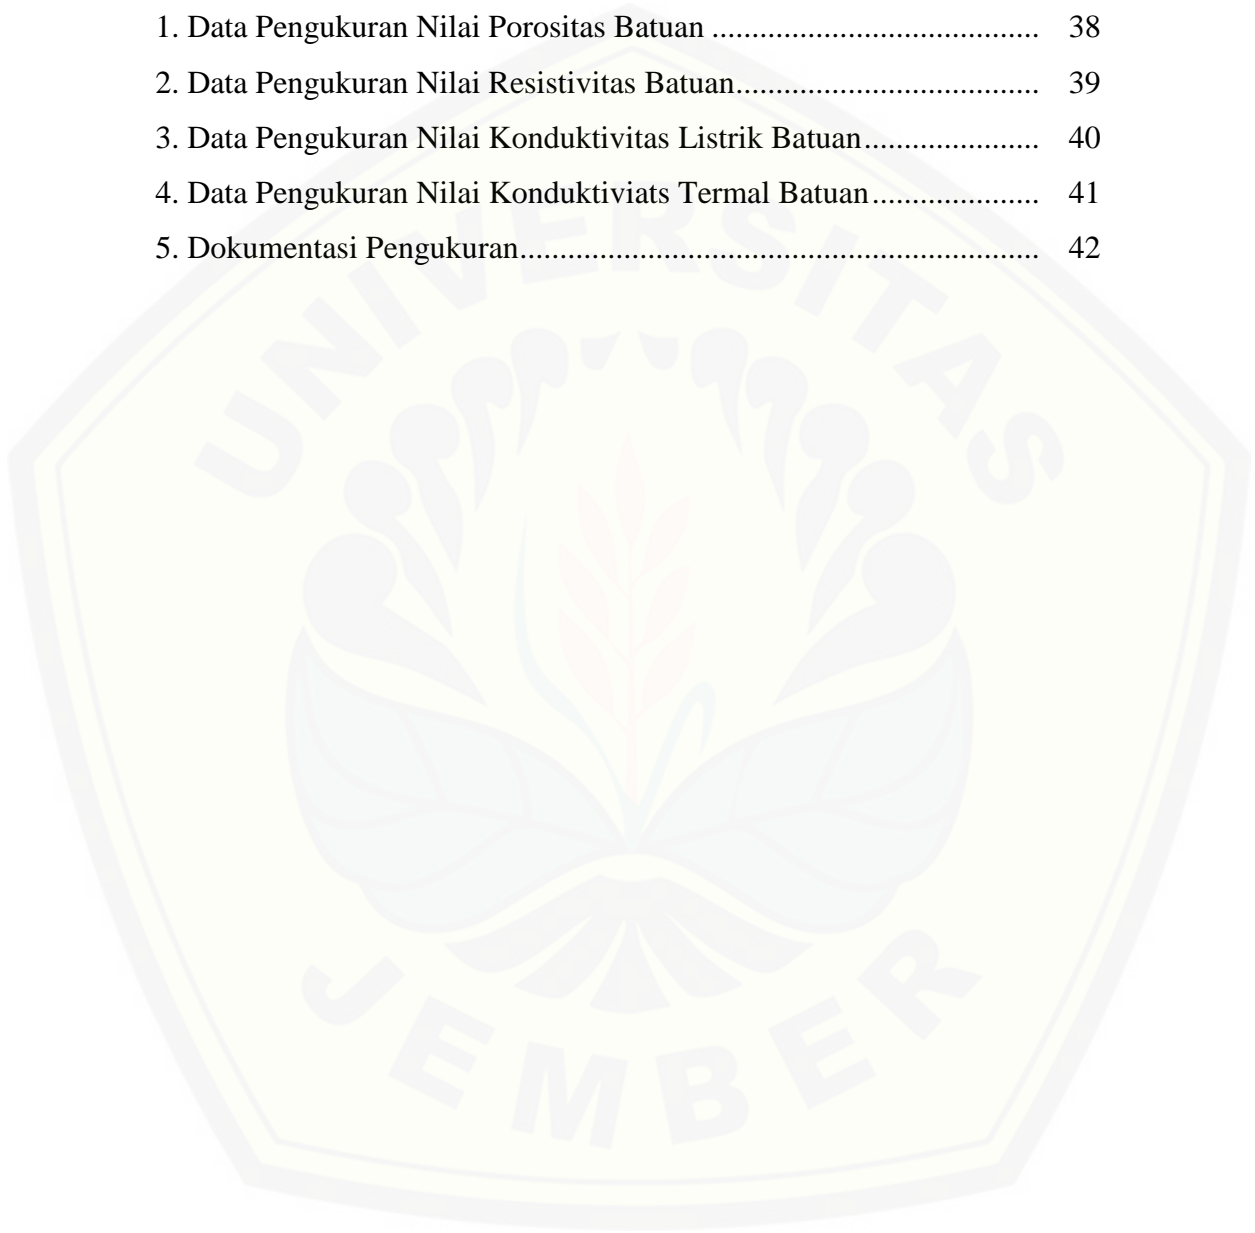 1. Data Pengukuran Nilai Porositas Batuan ....................................... 38
2. Data Pengukuran Nilai Resistivitas Batuan.................................... 39
3. Data Pengukuran Nilai Konduktivitas Listrik Batuan..................... 40
4. Data Pengukuran Nilai Konduktiviats Termal Batuan.................... 41
5. Dokumentasi Pengukuran.............................................................. 42
UNIVERSITAS
JEMBER